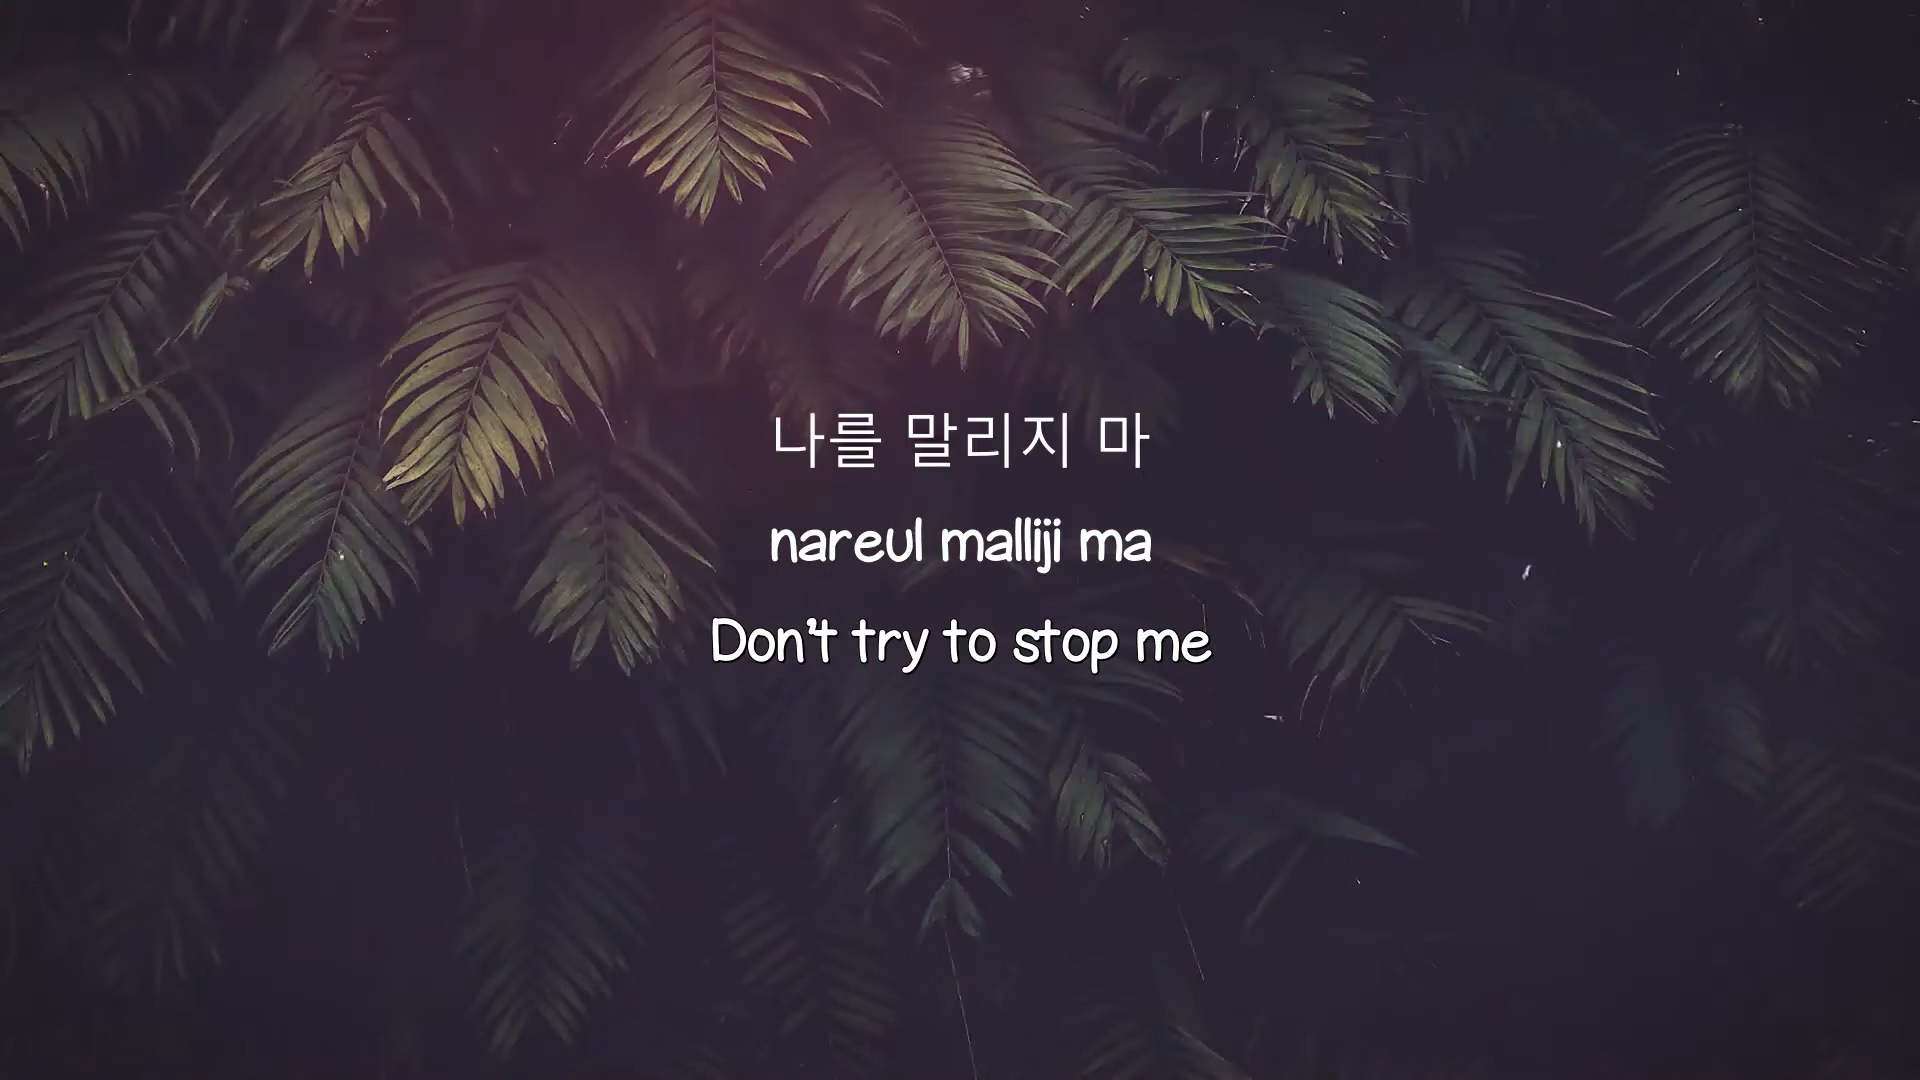 나를 말리지 마
nareul malliji ma
Don't try to stop me